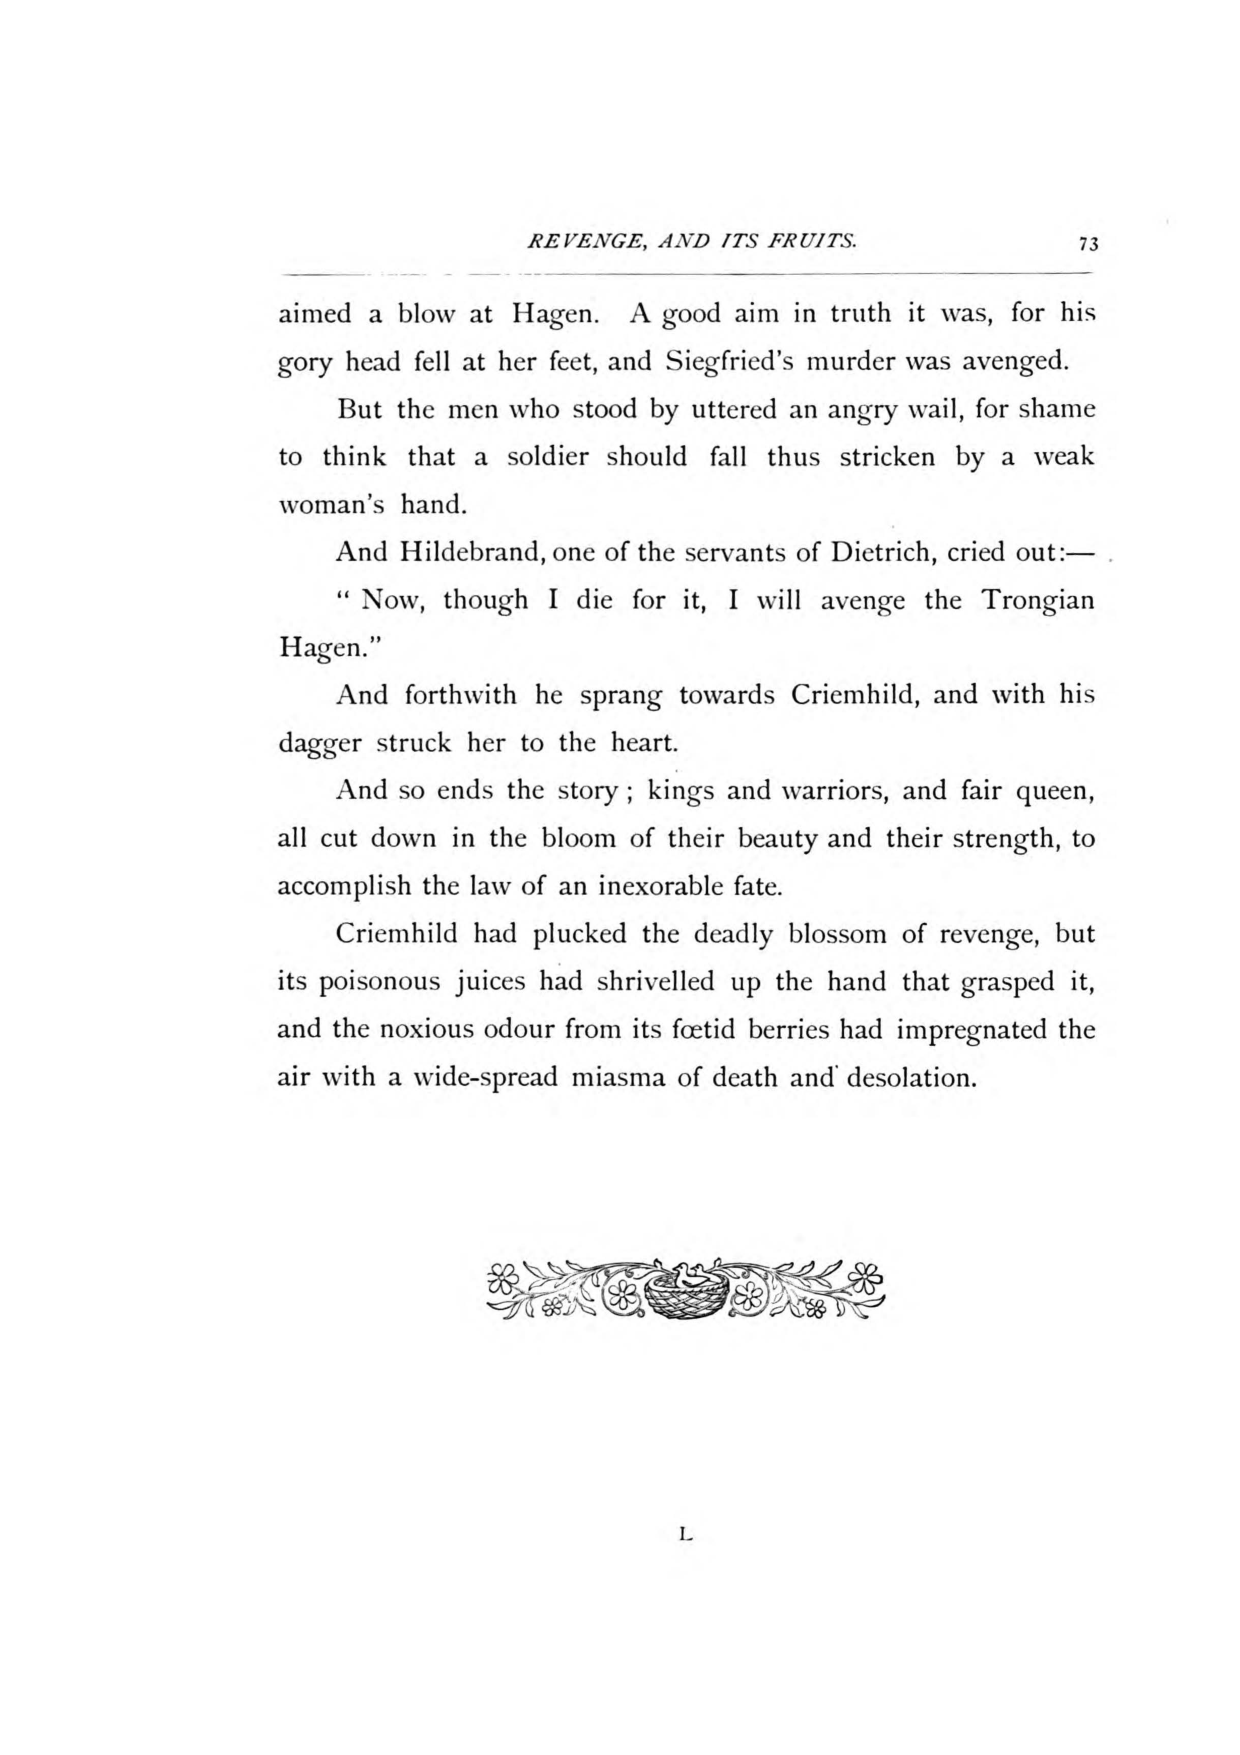 REVENGE, AND ITS FRUITS. 73
aimed a blow at Hagen. A good aim in truth it was, for his
gory head fell at her feet, and Siegfried's murder was avenged.
But the men who stood by uttered an angry wail, for shame
to think that a soldier should fall thus stricken by a weak
woman's hand.
And Hildebrand, one of the servants of Dietrich, cried out:—
" Now, though I die for it, I will avenge the Trongian
Hagen."
And forthwith he sprang towards Criemhild, and with his
dagger struck her to the heart.
And so ends the story ; kings and warriors, and fair queen,
all cut down in the bloom of their beauty and their strength, to
accomplish the law of an inexorable fate.
Criemhild had plucked the deadly blossom of revenge, but
its poisonous juices had shrivelled up the hand that grasped it,
and the noxious odour from its fœtid berries had impregnated the
air with a wide-spread miasma of death and desolation.
L